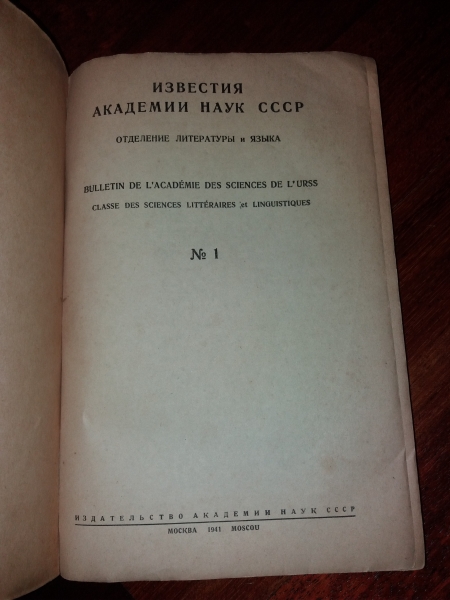 ИЗВЕСТИЯ
АКАДЕМИИ НАУК СССР
ОТДЕЛЕНИЕ ЛИТЕРАТУРЫ и ЯЗЫКА
BULLETIN DE L'ACADÉMIE DES SCIENCES DE L'URSS
CLASSE DES SCIENCES LITTÉRAIRES et LINGUISTIQUES
№ 1
ИЗДАТЕЛЬСТВО АКАДЕМИИ НАУК СССР
МОСКВА 1941 MOSCOU